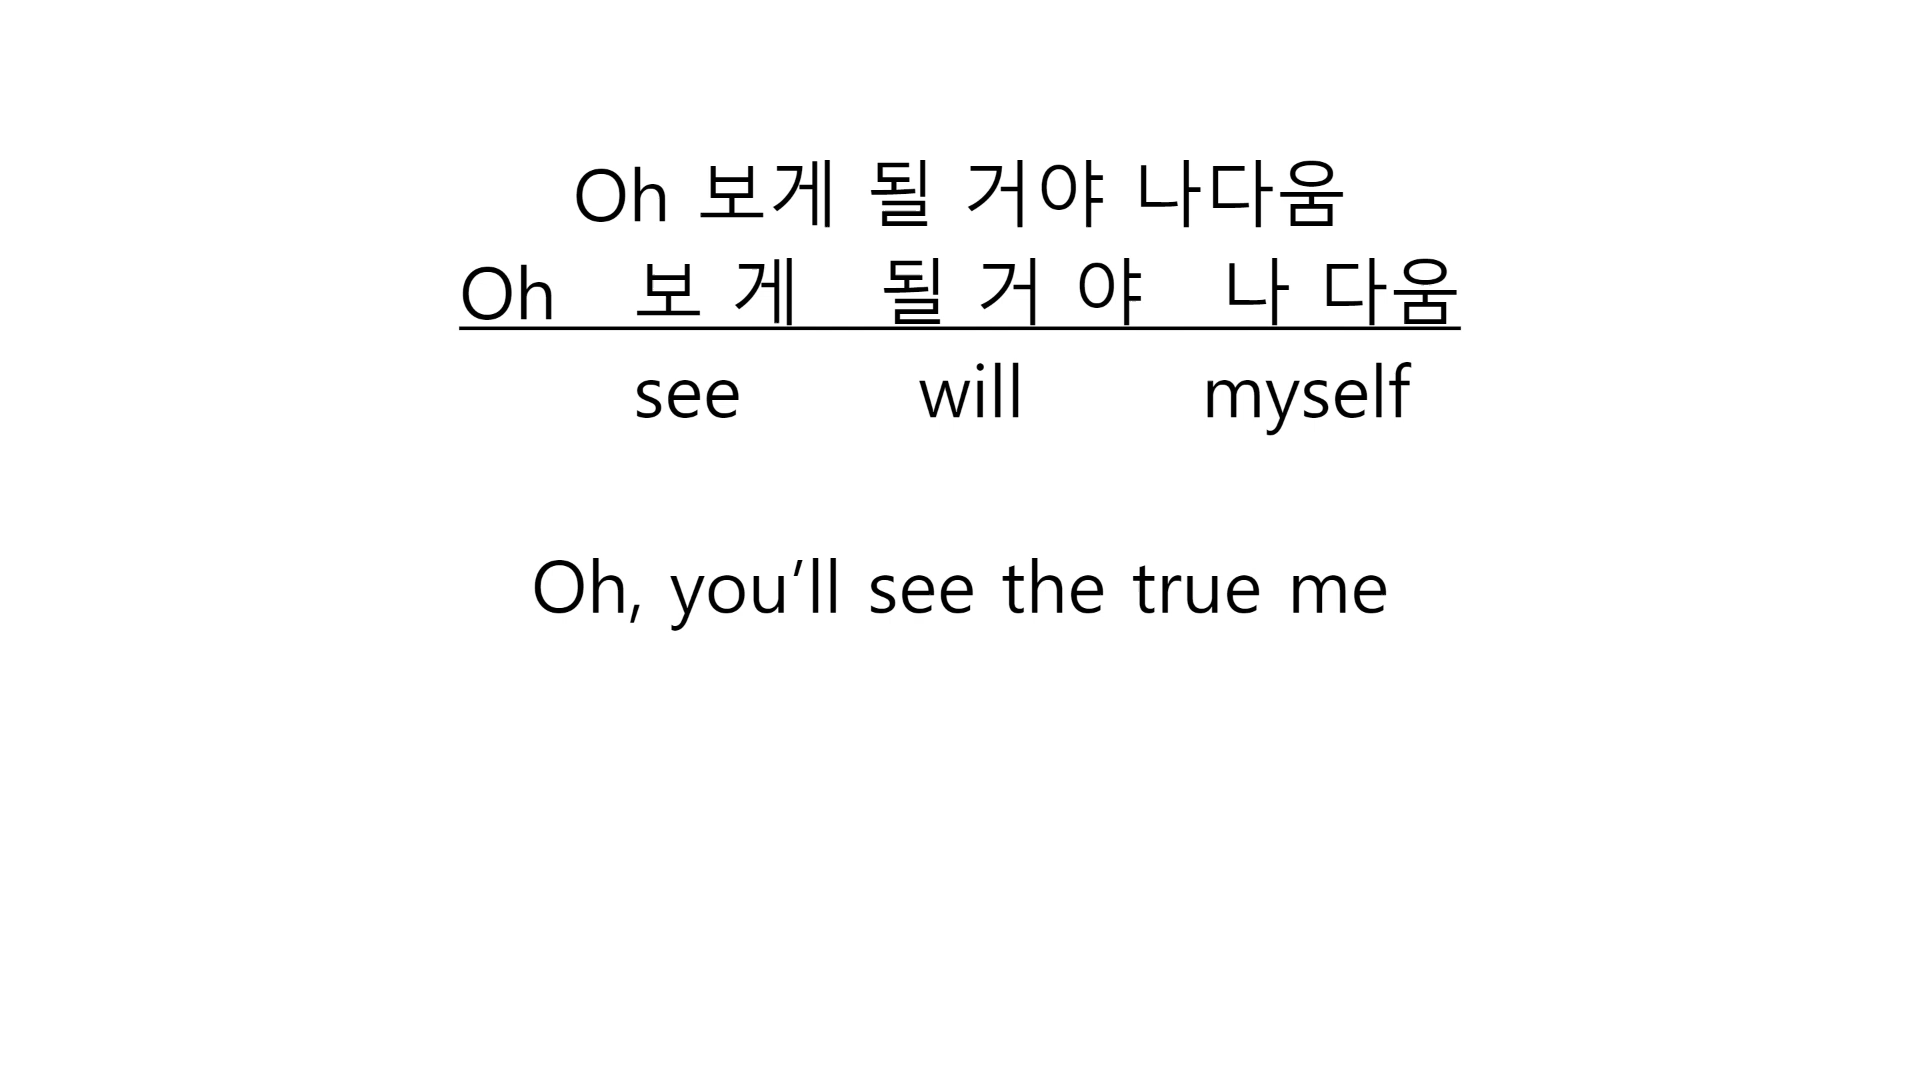 Oh 보게 될 거야 나다움
Oh 보 게 될 거 야 나 다움
see will myself
Oh, you’ll see the true me